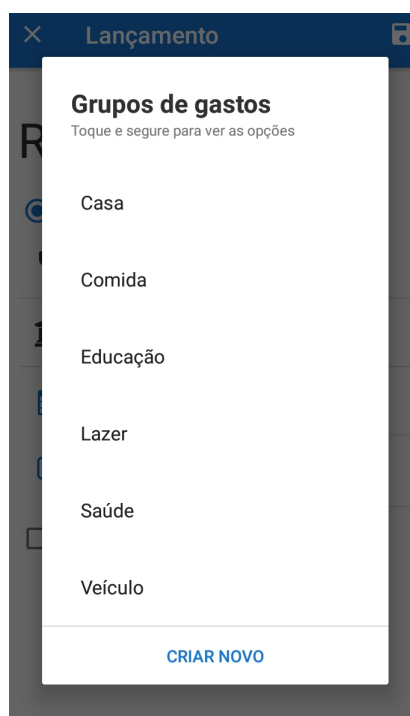 Lançamento
R
Grupos de gastos
Toque e segure para ver as opções
Casa
Comida
Educação
Lazer
Saúde
Veículo
CRIAR NOVO